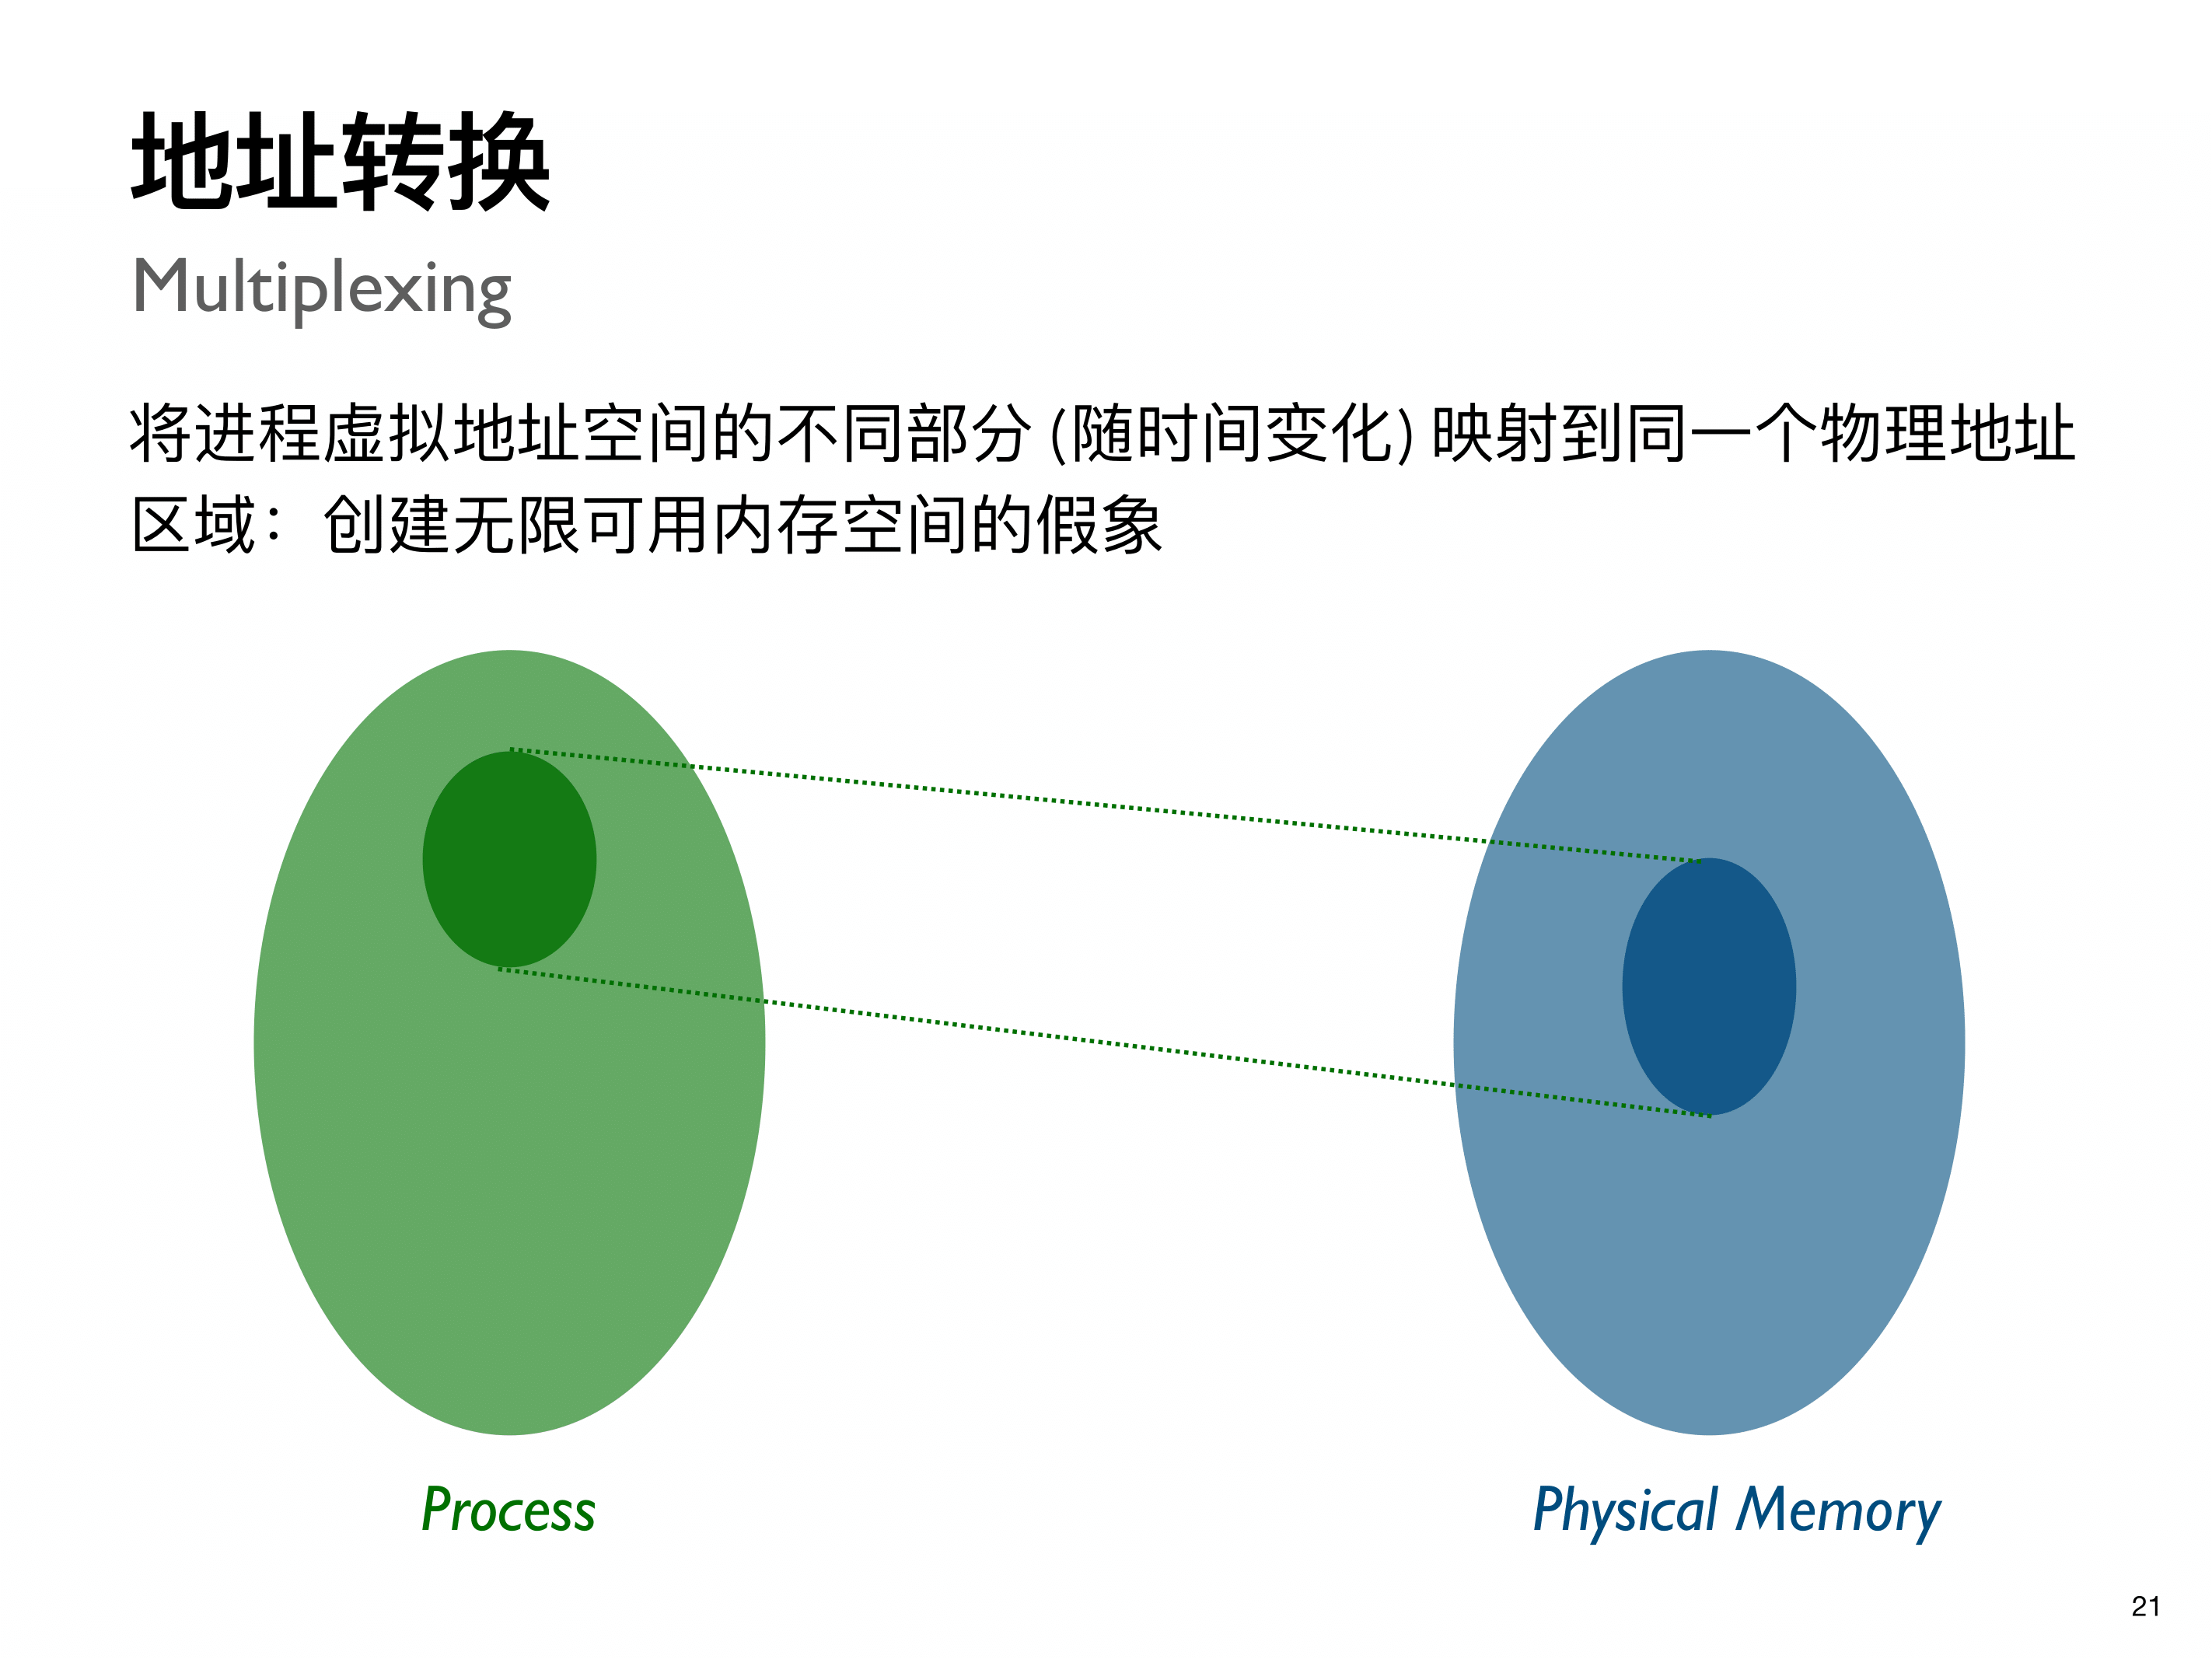 地址转换
Multiplexing
将进程虚拟地址空间的不同部分 (随时间变化) 映射到同一个物理地址
区域：创建无限可用内存空间的假象
Process
Physical Memory
21